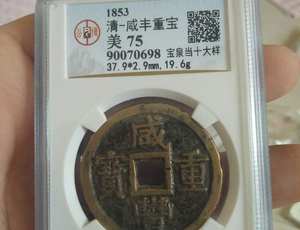 1853
清-咸丰重宝
美 75
90070698 宝泉当十大样
37.9*2.9mm,19.6g
咸
寶 重
豐